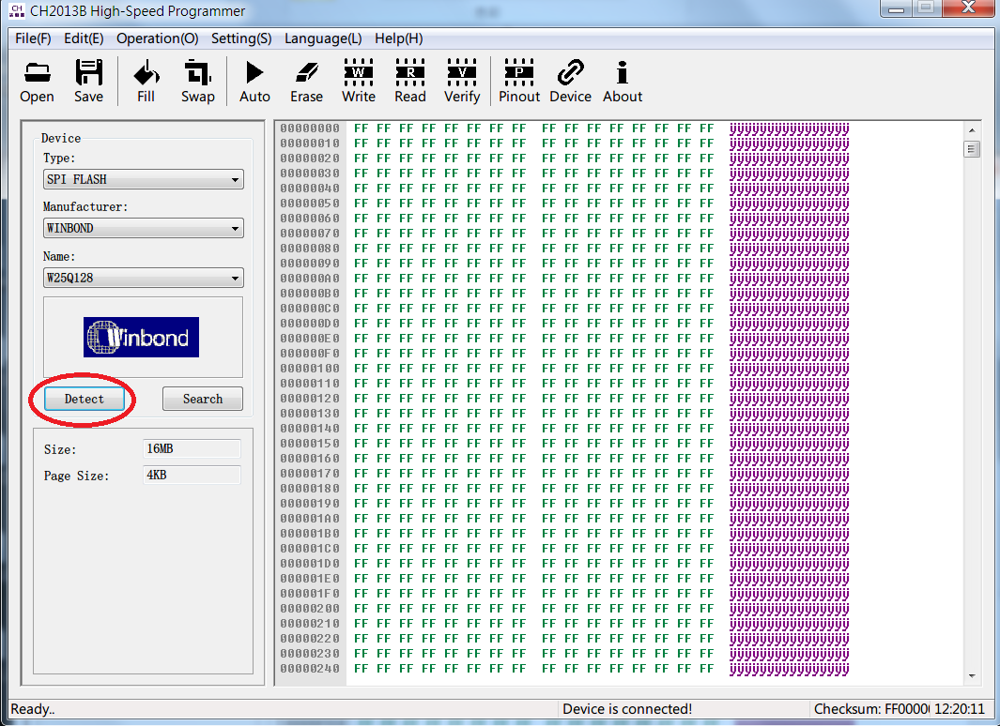 CH2013B High-Speed Programmer
File(F) Edit(E) Operation(O) Setting(S) Language(L) Help(H)
W R V P
Open Save Fill Swap Auto Erase Write Read Verify Pinout Device About
Device
Type:
SPI FLASH
Manufacturer:
WINBOND
Name:
W25Q128
Winbond
Detect Search
Size: 16MB
Page Size: 4KB
00000000 FF FF FF FF FF FF FF FF FF FF FF FF FF FF FF FF ÿÿÿÿÿÿÿÿÿÿÿÿÿÿÿÿ
00000010 FF FF FF FF FF FF FF FF FF FF FF FF FF FF FF FF ÿÿÿÿÿÿÿÿÿÿÿÿÿÿÿÿ
00000020 FF FF FF FF FF FF FF FF FF FF FF FF FF FF FF FF ÿÿÿÿÿÿÿÿÿÿÿÿÿÿÿÿ
00000030 FF FF FF FF FF FF FF FF FF FF FF FF FF FF FF FF ÿÿÿÿÿÿÿÿÿÿÿÿÿÿÿÿ
00000040 FF FF FF FF FF FF FF FF FF FF FF FF FF FF FF FF ÿÿÿÿÿÿÿÿÿÿÿÿÿÿÿÿ
00000050 FF FF FF FF FF FF FF FF FF FF FF FF FF FF FF FF ÿÿÿÿÿÿÿÿÿÿÿÿÿÿÿÿ
00000060 FF FF FF FF FF FF FF FF FF FF FF FF FF FF FF FF ÿÿÿÿÿÿÿÿÿÿÿÿÿÿÿÿ
00000070 FF FF FF FF FF FF FF FF FF FF FF FF FF FF FF FF ÿÿÿÿÿÿÿÿÿÿÿÿÿÿÿÿ
00000080 FF FF FF FF FF FF FF FF FF FF FF FF FF FF FF FF ÿÿÿÿÿÿÿÿÿÿÿÿÿÿÿÿ
00000090 FF FF FF FF FF FF FF FF FF FF FF FF FF FF FF FF ÿÿÿÿÿÿÿÿÿÿÿÿÿÿÿÿ
000000A0 FF FF FF FF FF FF FF FF FF FF FF FF FF FF FF FF ÿÿÿÿÿÿÿÿÿÿÿÿÿÿÿÿ
000000B0 FF FF FF FF FF FF FF FF FF FF FF FF FF FF FF FF ÿÿÿÿÿÿÿÿÿÿÿÿÿÿÿÿ
000000C0 FF FF FF FF FF FF FF FF FF FF FF FF FF FF FF FF ÿÿÿÿÿÿÿÿÿÿÿÿÿÿÿÿ
000000D0 FF FF FF FF FF FF FF FF FF FF FF FF FF FF FF FF ÿÿÿÿÿÿÿÿÿÿÿÿÿÿÿÿ
000000E0 FF FF FF FF FF FF FF FF FF FF FF FF FF FF FF FF ÿÿÿÿÿÿÿÿÿÿÿÿÿÿÿÿ
000000F0 FF FF FF FF FF FF FF FF FF FF FF FF FF FF FF FF ÿÿÿÿÿÿÿÿÿÿÿÿÿÿÿÿ
00000100 FF FF FF FF FF FF FF FF FF FF FF FF FF FF FF FF ÿÿÿÿÿÿÿÿÿÿÿÿÿÿÿÿ
00000110 FF FF FF FF FF FF FF FF FF FF FF FF FF FF FF FF ÿÿÿÿÿÿÿÿÿÿÿÿÿÿÿÿ
00000120 FF FF FF FF FF FF FF FF FF FF FF FF FF FF FF FF ÿÿÿÿÿÿÿÿÿÿÿÿÿÿÿÿ
00000130 FF FF FF FF FF FF FF FF FF FF FF FF FF FF FF FF ÿÿÿÿÿÿÿÿÿÿÿÿÿÿÿÿ
00000140 FF FF FF FF FF FF FF FF FF FF FF FF FF FF FF FF ÿÿÿÿÿÿÿÿÿÿÿÿÿÿÿÿ
00000150 FF FF FF FF FF FF FF FF FF FF FF FF FF FF FF FF ÿÿÿÿÿÿÿÿÿÿÿÿÿÿÿÿ
00000160 FF FF FF FF FF FF FF FF FF FF FF FF FF FF FF FF ÿÿÿÿÿÿÿÿÿÿÿÿÿÿÿÿ
00000170 FF FF FF FF FF FF FF FF FF FF FF FF FF FF FF FF ÿÿÿÿÿÿÿÿÿÿÿÿÿÿÿÿ
00000180 FF FF FF FF FF FF FF FF FF FF FF FF FF FF FF FF ÿÿÿÿÿÿÿÿÿÿÿÿÿÿÿÿ
00000190 FF FF FF FF FF FF FF FF FF FF FF FF FF FF FF FF ÿÿÿÿÿÿÿÿÿÿÿÿÿÿÿÿ
000001A0 FF FF FF FF FF FF FF FF FF FF FF FF FF FF FF FF ÿÿÿÿÿÿÿÿÿÿÿÿÿÿÿÿ
000001B0 FF FF FF FF FF FF FF FF FF FF FF FF FF FF FF FF ÿÿÿÿÿÿÿÿÿÿÿÿÿÿÿÿ
000001C0 FF FF FF FF FF FF FF FF FF FF FF FF FF FF FF FF ÿÿÿÿÿÿÿÿÿÿÿÿÿÿÿÿ
000001D0 FF FF FF FF FF FF FF FF FF FF FF FF FF FF FF FF ÿÿÿÿÿÿÿÿÿÿÿÿÿÿÿÿ
000001E0 FF FF FF FF FF FF FF FF FF FF FF FF FF FF FF FF ÿÿÿÿÿÿÿÿÿÿÿÿÿÿÿÿ
000001F0 FF FF FF FF FF FF FF FF FF FF FF FF FF FF FF FF ÿÿÿÿÿÿÿÿÿÿÿÿÿÿÿÿ
00000200 FF FF FF FF FF FF FF FF FF FF FF FF FF FF FF FF ÿÿÿÿÿÿÿÿÿÿÿÿÿÿÿÿ
00000210 FF FF FF FF FF FF FF FF FF FF FF FF FF FF FF FF ÿÿÿÿÿÿÿÿÿÿÿÿÿÿÿÿ
00000220 FF FF FF FF FF FF FF FF FF FF FF FF FF FF FF FF ÿÿÿÿÿÿÿÿÿÿÿÿÿÿÿÿ
00000230 FF FF FF FF FF FF FF FF FF FF FF FF FF FF FF FF ÿÿÿÿÿÿÿÿÿÿÿÿÿÿÿÿ
00000240 FF FF FF FF FF FF FF FF FF FF FF FF FF FF FF FF ÿÿÿÿÿÿÿÿÿÿÿÿÿÿÿÿ
Ready.. Device is connected! Checksum: FF0000 12:20:11